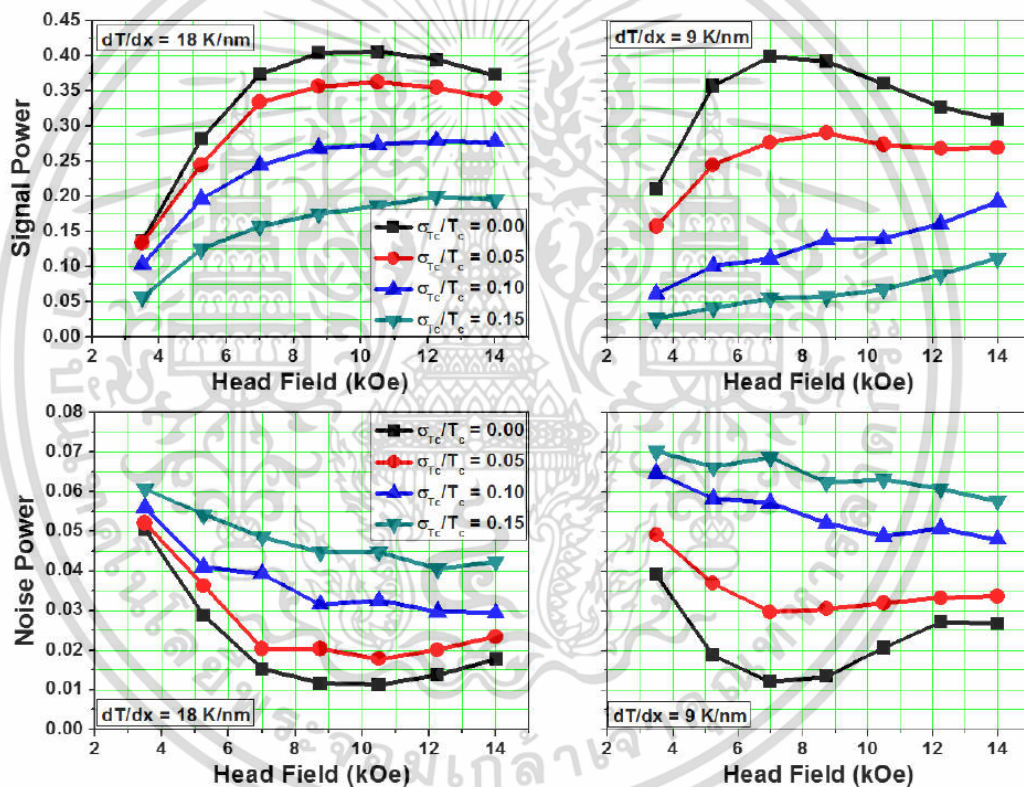 dT/dx = 18 K/nm
dT/dx = 9 K/nm
Signal Power
0.45
0.40
0.35
0.30
0.25
0.20
0.15
0.10
0.05
0.00
σTc/Tc = 0.00
σTc/Tc = 0.05
σTc/Tc = 0.10
σTc/Tc = 0.15
2 4 6 8 10 12 14
2 4 6 8 10 12 14
Head Field (kOe)
Head Field (kOe)
Noise Power
0.08
0.07
0.06
0.05
0.04
0.03
0.02
0.01
0.00
σTc/Tc = 0.00
σTc/Tc = 0.05
σTc/Tc = 0.10
σTc/Tc = 0.15
dT/dx = 18 K/nm
dT/dx = 9 K/nm
2 4 6 8 10 12 14
2 4 6 8 10 12 14
Head Field (kOe)
Head Field (kOe)